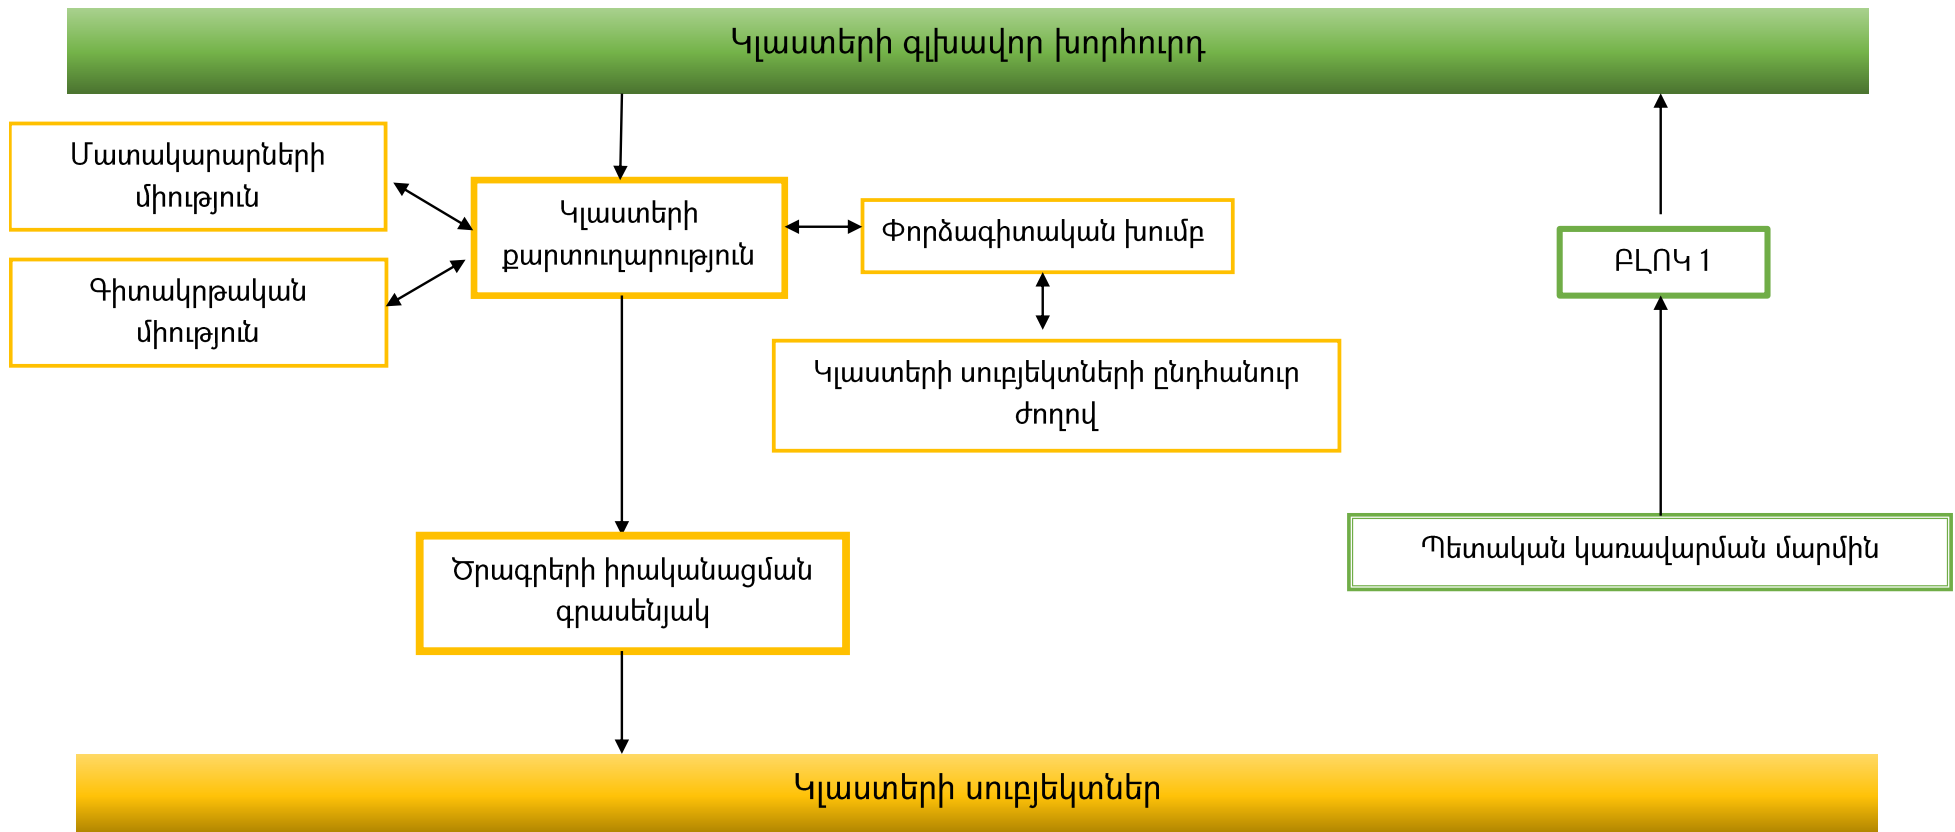 Կլաստերի գլխավոր խորհուրդ
Մատակարարների
միություն
Կլաստերի
քարտուղարություն
Փորձագիտական խումբ
ԲԼՈԿ 1
Գիտակրթական
միություն
Կլաստերի սուբյեկտների ընդհանուր
ժողով
Պետական կառավարման մարմին
Ծրագրերի իրականացման
գրասենյակ
Կլաստերի սուբյեկտներ